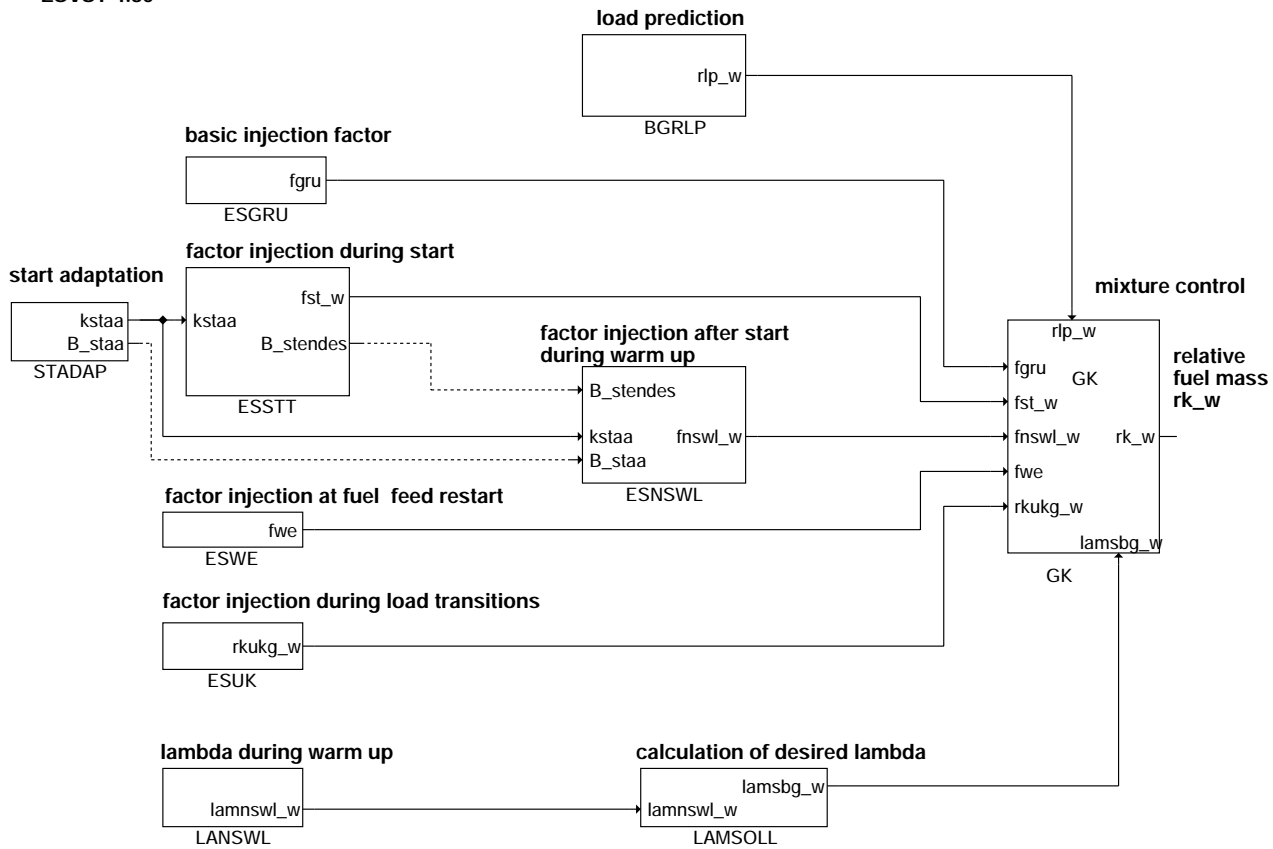 load prediction
rlp_w
BGRLP
basic injection factor
fgru
ESGRU
factor injection during start
start adaptation
kstaa
B_staa
STADAP
kstaa
fst_w
B_stendes
ESSTT
factor injection after start
during warm up
B_stendes
kstaa
B_staa
fnswl_w
ESNSWL
mixture control
rlp_w
GK
fgru
fst_w
fnswl_w
fwe
rkukg_w
rk_w
lamsbg_w
GK
relative
fuel mass
rk_w
factor injection at fuel feed restart
fwe
ESWE
factor injection during load transitions
rkukg_w
ESUK
lambda during warm up
lamnswl_w
LANSWL
calculation of desired lambda
lamsbg_w
lamnswl_w
LAMSOLL